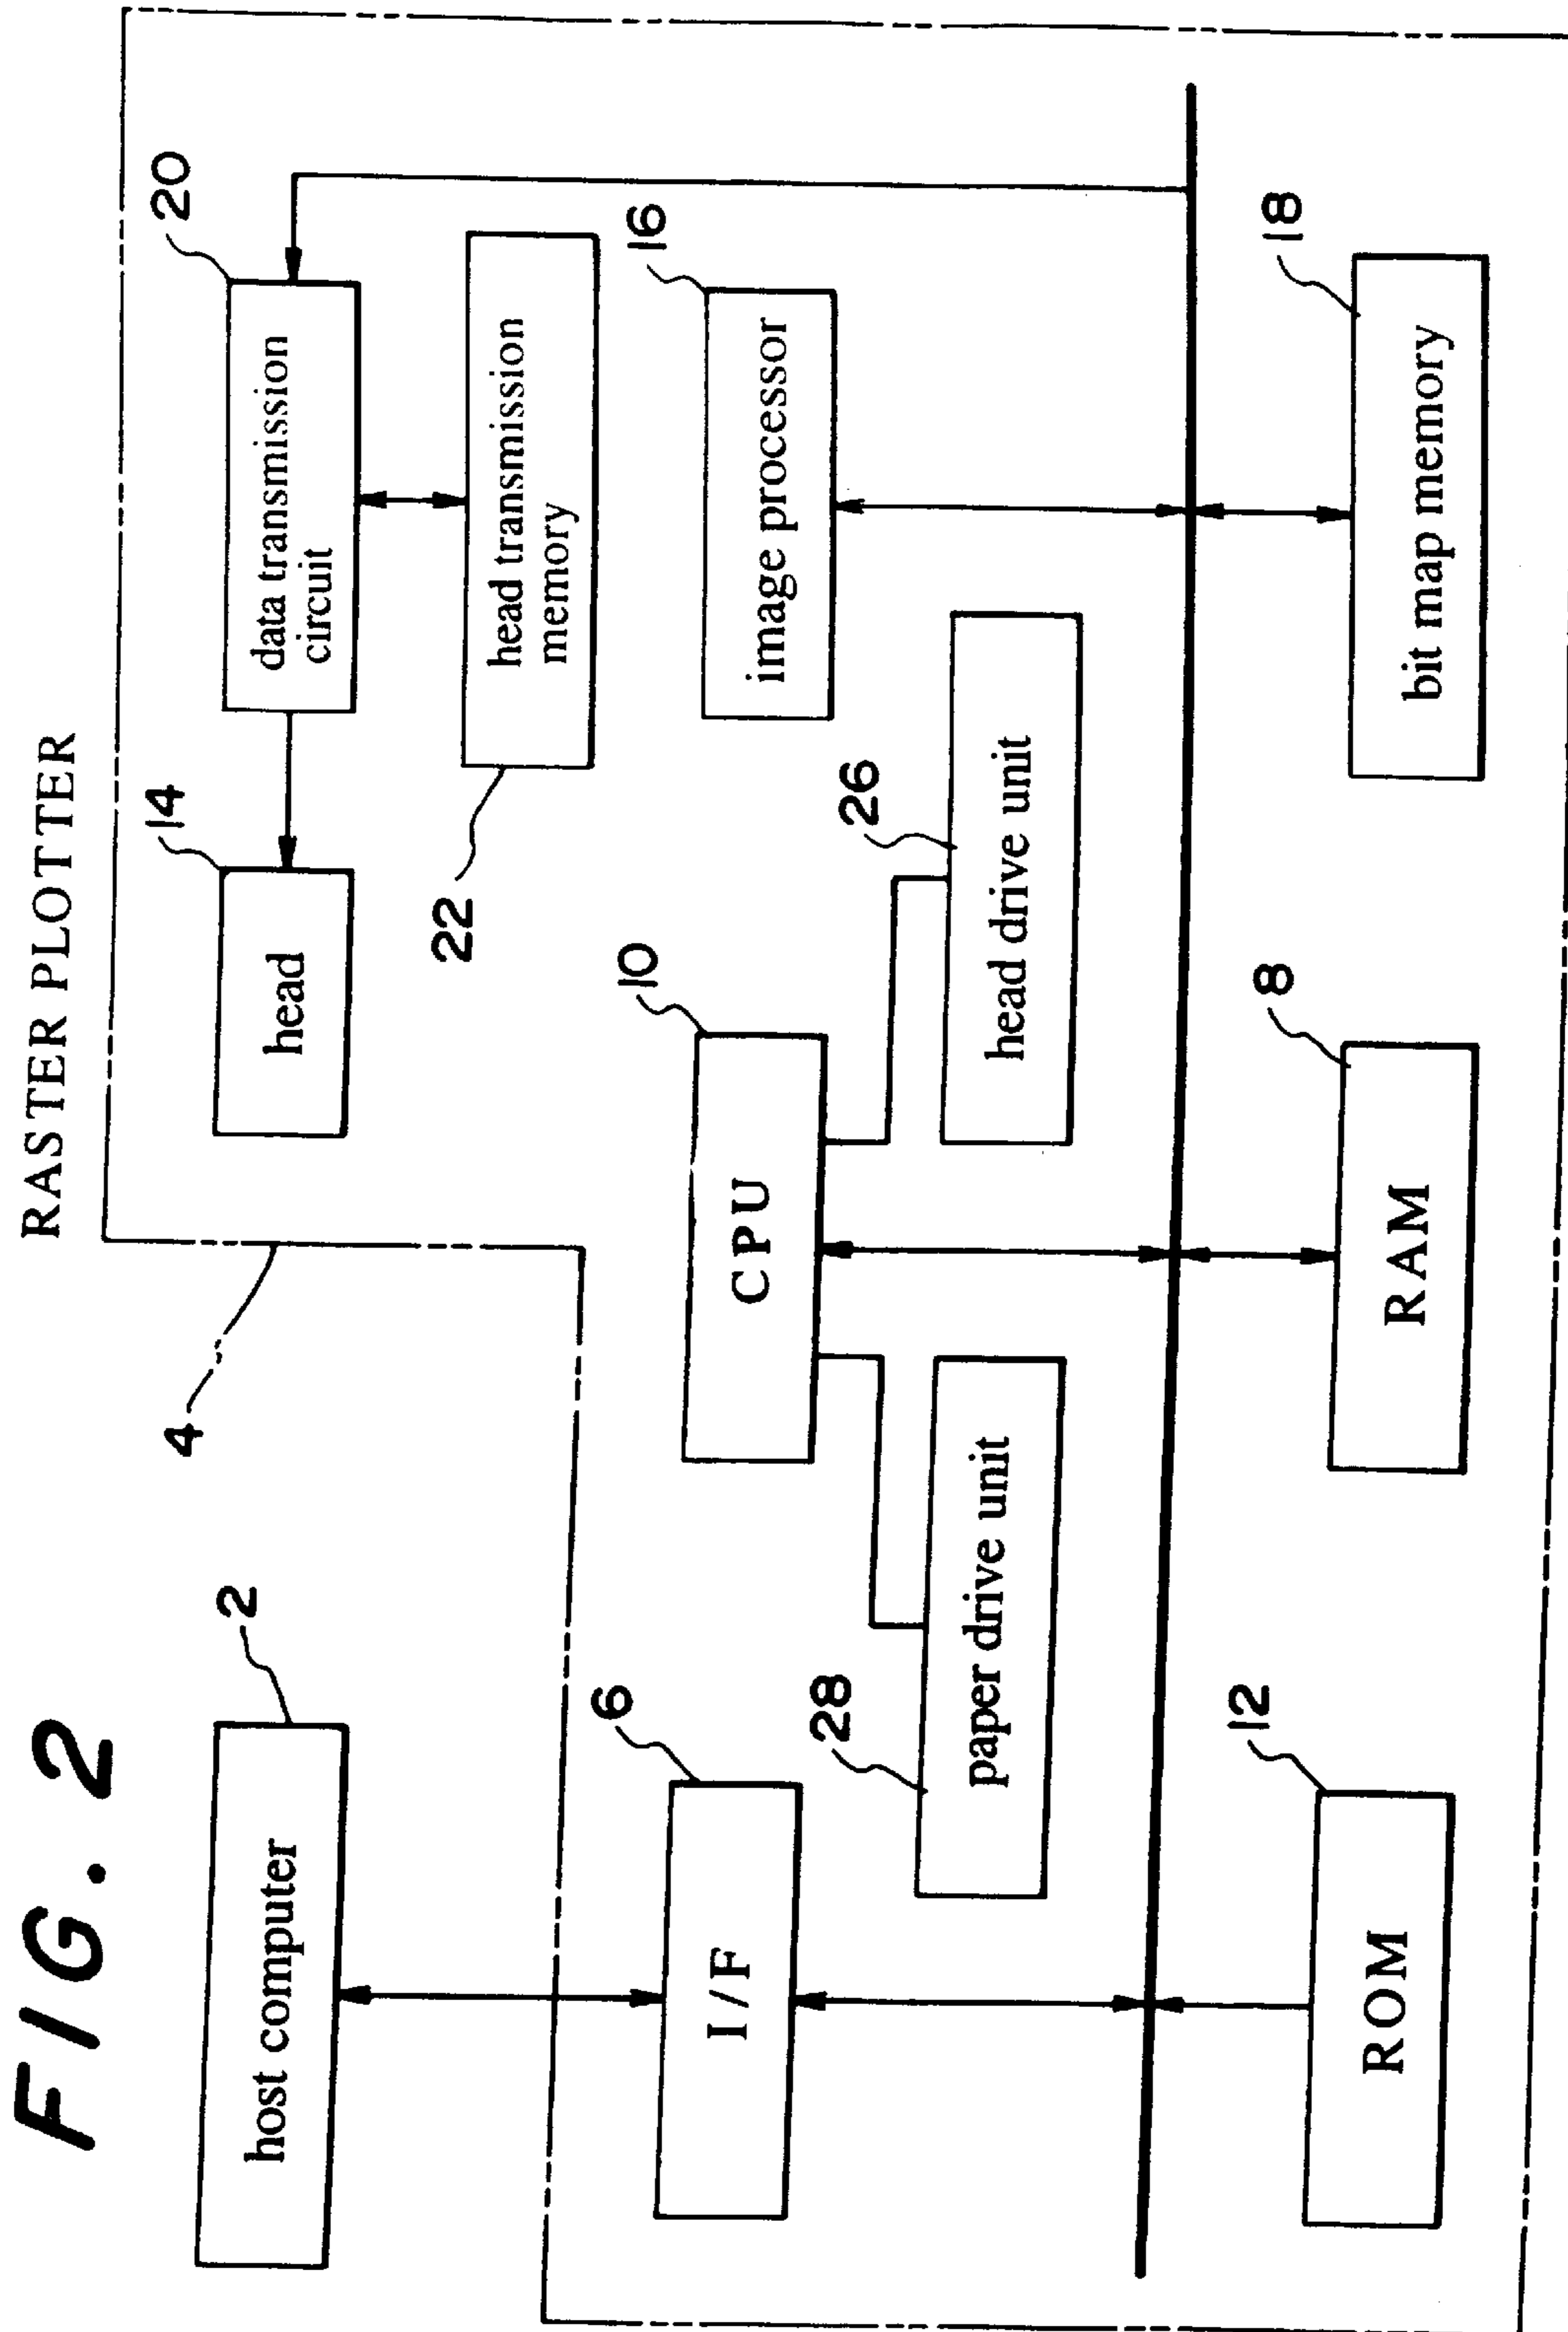 FIG. 2
RASTER PLOTTER
host computer
2
4
head
14
data transmission
circuit
20
head transmission
memory
22
I/F
6
CPU
10
image processor
16
paper drive unit
28
head drive unit
26
ROM
12
RAM
8
bit map memory
18